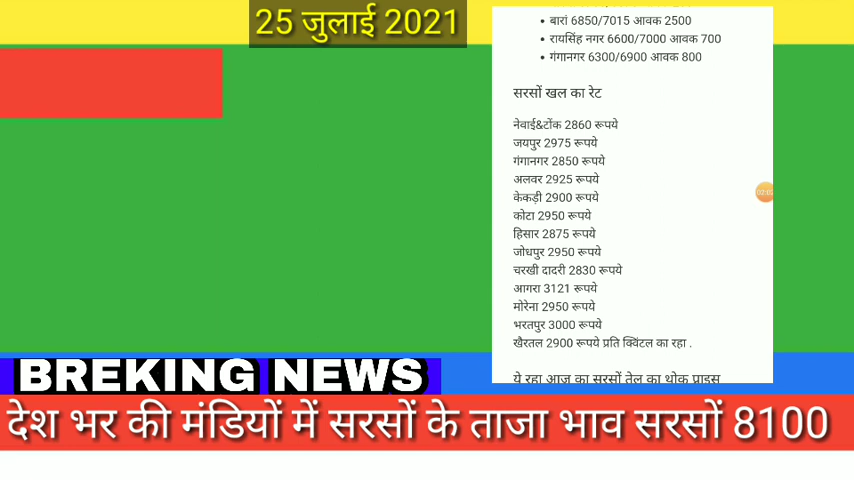 25 जुलाई 2021
बारां 6850/7015 आवक 2500
रायसिंह नगर 6600/7000 आवक 700
गंगानगर 6300/6900 आवक 800
सरसों खल का रेट
नेवाई&टोंक 2860 रूपये
जयपुर 2975 रूपये
गंगानगर 2850 रूपये
अलवर 2925 रूपये
केकड़ी 2900 रूपये
कोटा 2950 रूपये
हिसार 2875 रूपये
जोधपुर 2950 रूपये
चरखी दादरी 2830 रूपये
आगरा 3121 रूपये
मोरेना 2950 रूपये
भरतपुर 3000 रूपये
खैरतल 2900 रूपये प्रति क्विंटल का रहा .
ये रहा आज का सरसों तेल का थोक प्राइस
BREKING NEWS
देश भर की मंडियों में सरसों के ताजा भाव सरसों 8100